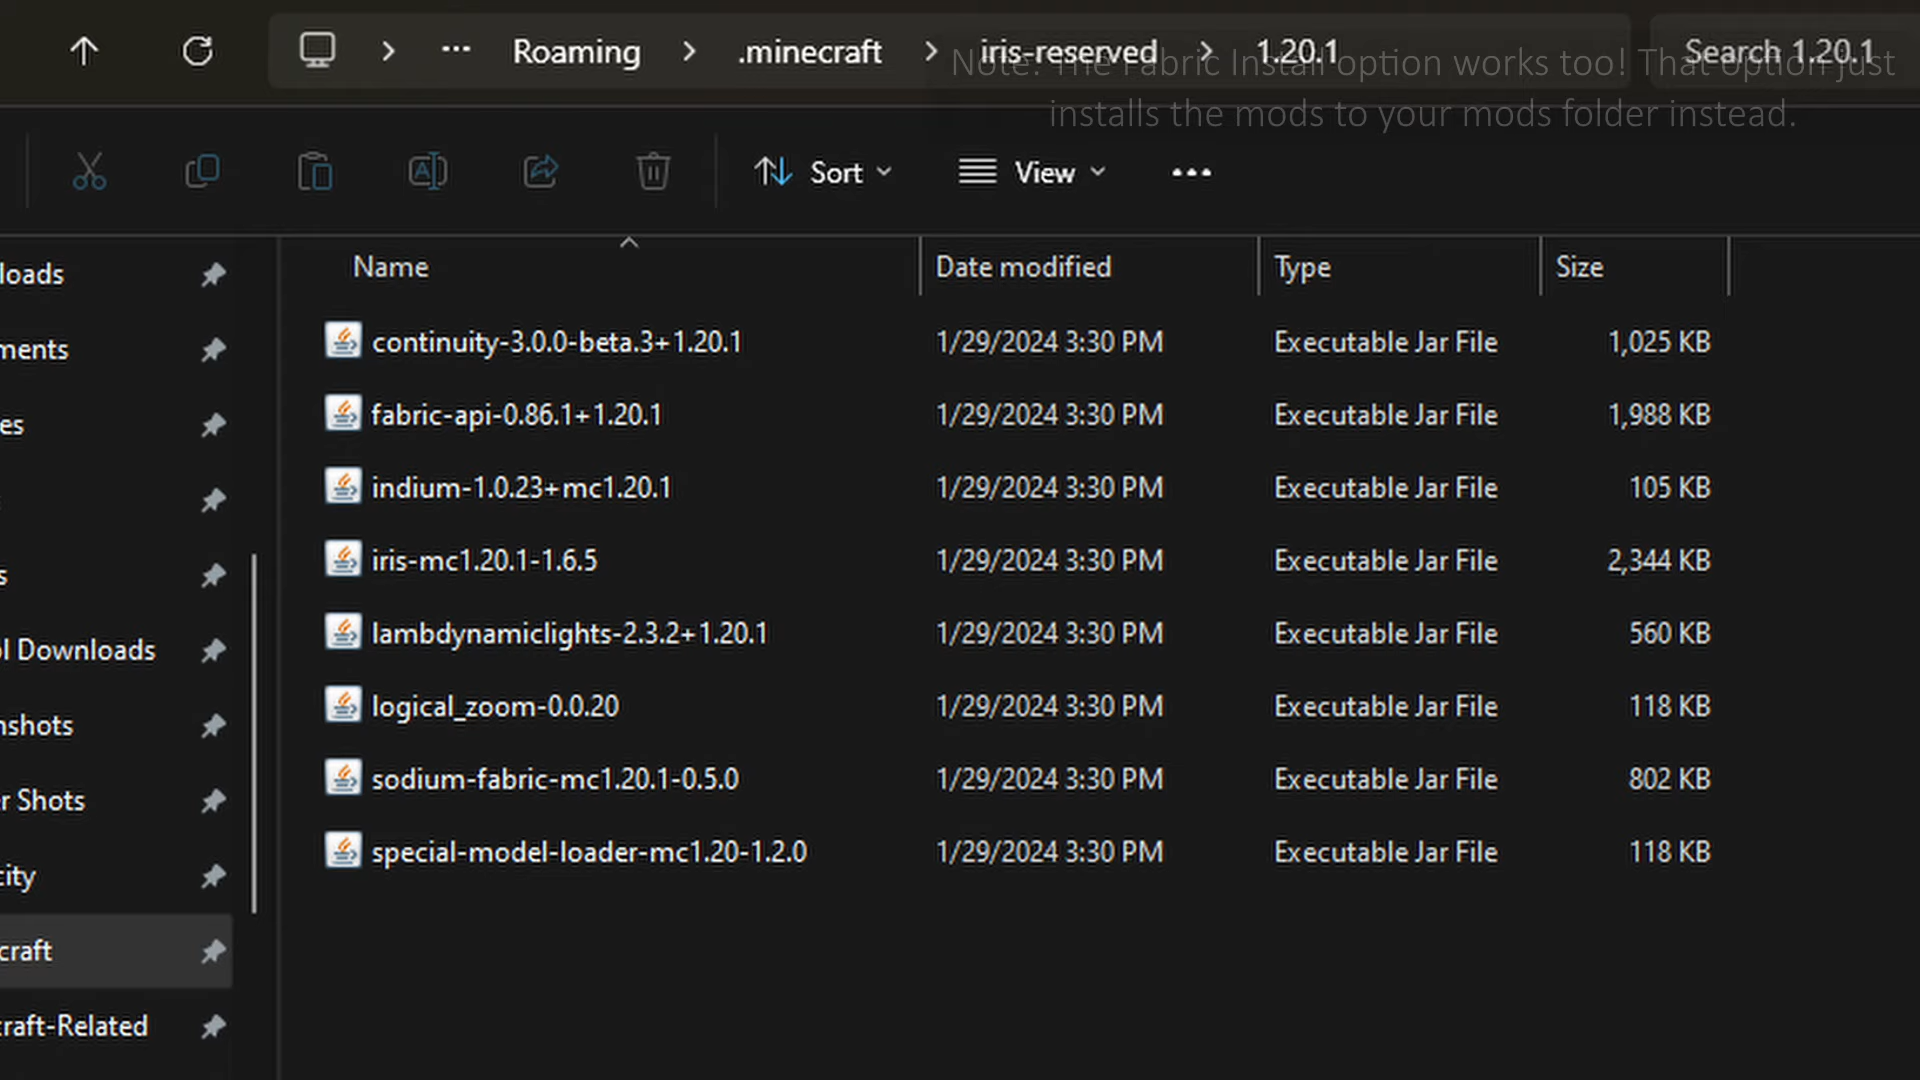 Roaming > .minecraft > iris-reserved > 1.20.1
Search 1.20.1
Note: The Fabric Install option works too! That option just
installs the mods to your mods folder instead.
Sort
View
Name Date modified Type Size
continuity-3.0.0-beta.3+1.20.1 1/29/2024 3:30 PM Executable Jar File 1,025 KB
fabric-api-0.86.1+1.20.1 1/29/2024 3:30 PM Executable Jar File 1,988 KB
indium-1.0.23+mc1.20.1 1/29/2024 3:30 PM Executable Jar File 105 KB
iris-mc1.20.1-1.6.5 1/29/2024 3:30 PM Executable Jar File 2,344 KB
lambdynamiclights-2.3.2+1.20.1 1/29/2024 3:30 PM Executable Jar File 560 KB
logical_zoom-0.0.20 1/29/2024 3:30 PM Executable Jar File 118 KB
sodium-fabric-mc1.20.1-0.5.0 1/29/2024 3:30 PM Executable Jar File 802 KB
special-model-loader-mc1.20-1.2.0 1/29/2024 3:30 PM Executable Jar File 118 KB
loads
ments
es
s
ol Downloads
nshots
r Shots
city
craft
craft-Related